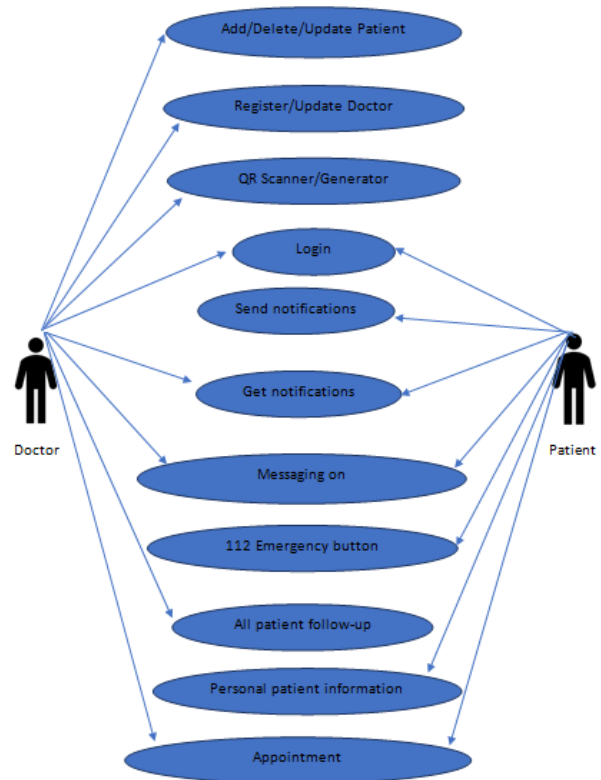 Add/Delete/Update Patient
Register/Update Doctor
QR Scanner/Generator
Login
Send notifications
Get notifications
Doctor
Patient
Messaging on
112 Emergency button
All patient follow-up
Personal patient information
Appointment